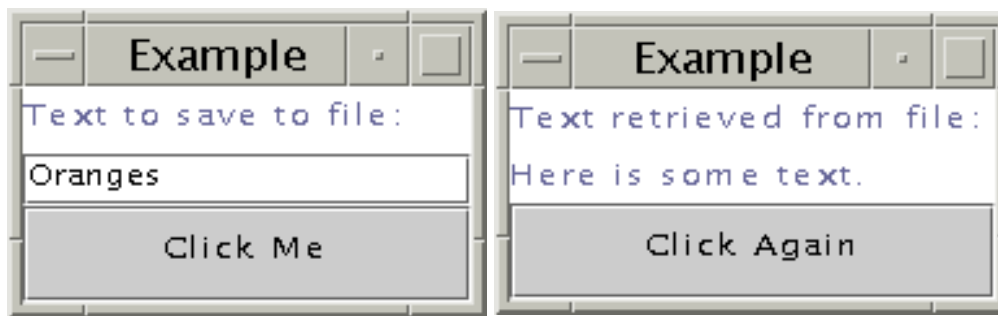 Example
Text to save to file:
Oranges
Click Me
Example
Text retrieved from file:
Here is some text.
Click Again